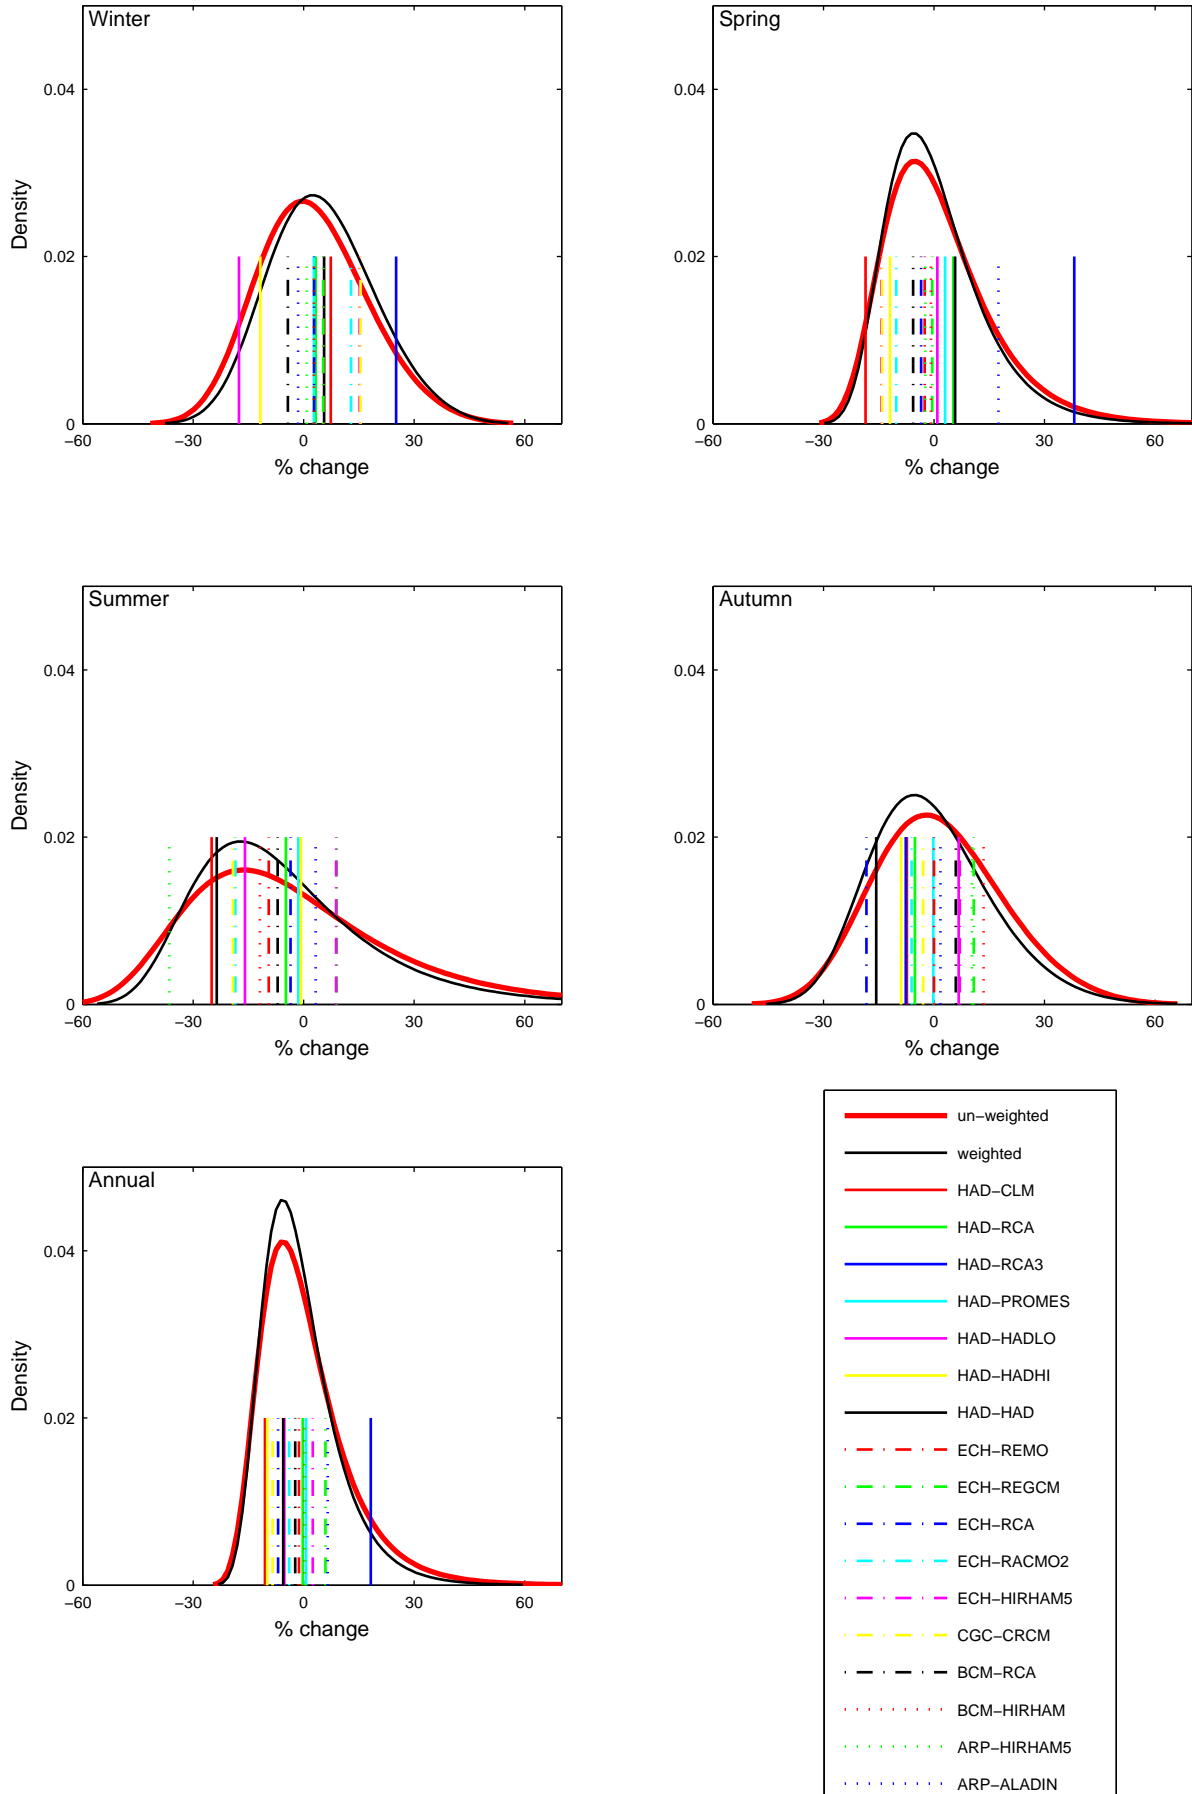 Winter
Density
0.04
0.02
0
−60
−30
0
30
60
% change
Spring
0.04
0.02
0
−60
−30
0
30
60
% change
Summer
Density
0.04
0.02
0
−60
−30
0
30
60
% change
Autumn
0.04
0.02
0
−60
−30
0
30
60
% change
Annual
Density
0.04
0.02
0
−60
−30
0
30
60
% change
un−weighted
weighted
HAD−CLM
HAD−RCA
HAD−RCA3
HAD−PROMES
HAD−HADLO
HAD−HADHI
HAD−HAD
ECH−REMO
ECH−REGCM
ECH−RCA
ECH−RACMO2
ECH−HIRHAM5
CGC−CRCM
BCM−RCA
BCM−HIRHAM
ARP−HIRHAM5
ARP−ALADIN